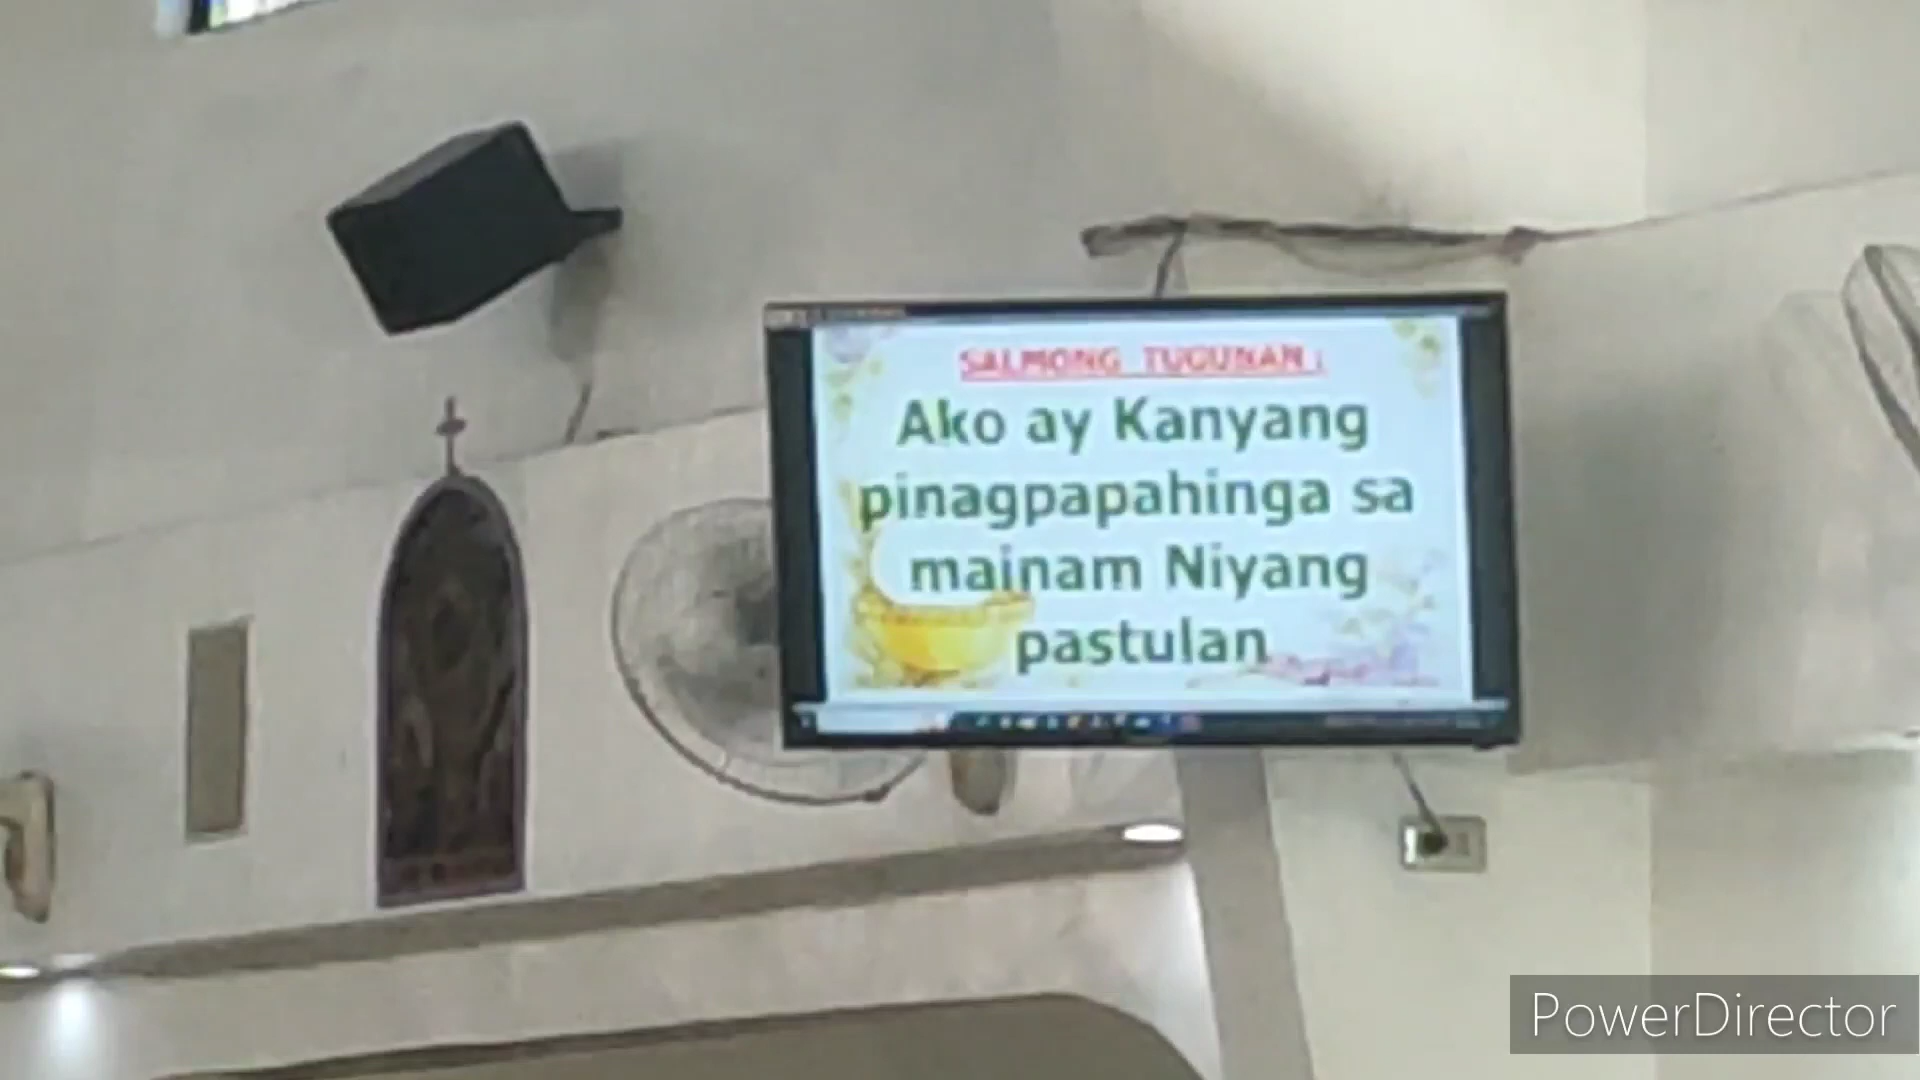 SALMONG TUGUNAN :
Ako ay Kanyang
pinagpapahinga sa
mainam Niyang
pastulan
PowerDirector